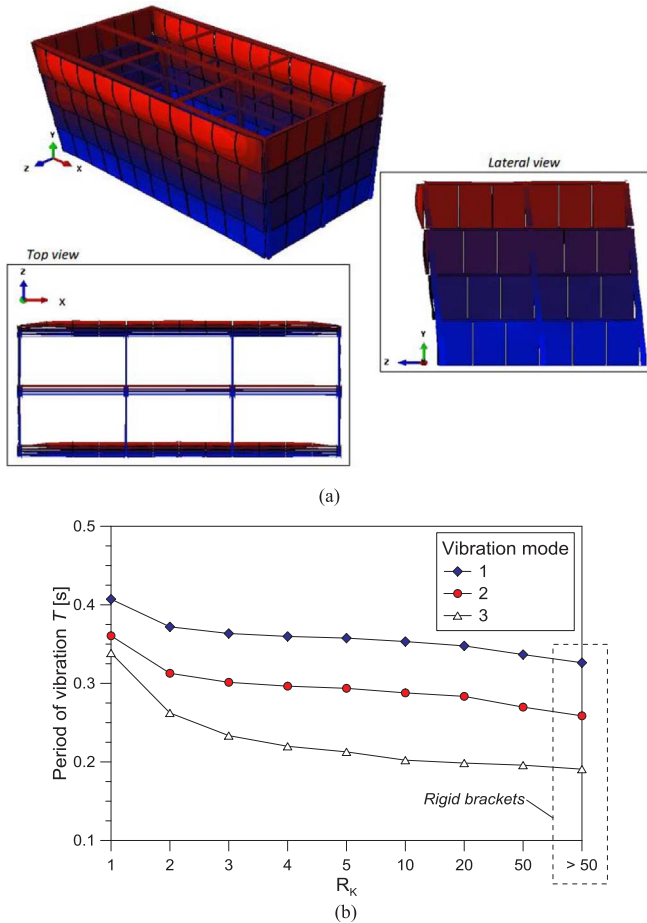 Y
Z
X
Lateral view
Top view
Z
X
Y
Z
(a)
0.5
Vibration mode
1
2
3
0.4
0.3
0.2
0.1
Period of vibration T [s]
Rigid brackets
1 2 3 4 5 10 20 50 > 50
RK
(b)